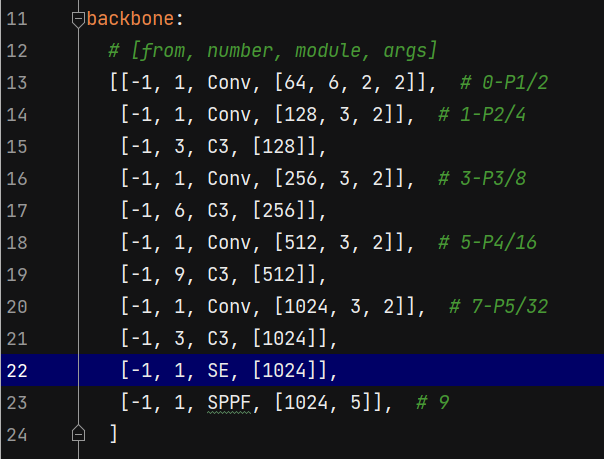 11 backbone:
12 # [from, number, module, args]
13 [[-1, 1, Conv, [64, 6, 2, 2]], # 0-P1/2
14 [-1, 1, Conv, [128, 3, 2]], # 1-P2/4
15 [-1, 3, C3, [128]],
16 [-1, 1, Conv, [256, 3, 2]], # 3-P3/8
17 [-1, 6, C3, [256]],
18 [-1, 1, Conv, [512, 3, 2]], # 5-P4/16
19 [-1, 9, C3, [512]],
20 [-1, 1, Conv, [1024, 3, 2]], # 7-P5/32
21 [-1, 3, C3, [1024]],
22 [-1, 1, SE, [1024]],
23 [-1, 1, SPPF, [1024, 5]], # 9
24 ]